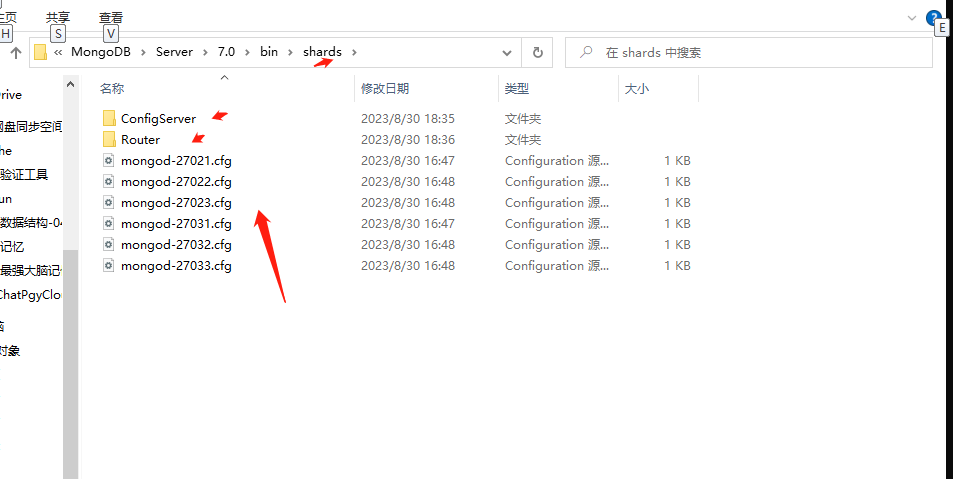 主页 共享 查看
H S V E
« MongoDB › Server › 7.0 › bin › shards ›
在 shards 中搜索
名称 修改日期 类型 大小
rive
网盘同步空间
he
验证工具
un
数据结构-04
记忆
最强大脑记
ChatPgyClou
对象
ConfigServer 2023/8/30 18:35 文件夹
Router 2023/8/30 18:36 文件夹
mongod-27021.cfg 2023/8/30 16:47 Configuration 源... 1 KB
mongod-27022.cfg 2023/8/30 16:48 Configuration 源... 1 KB
mongod-27023.cfg 2023/8/30 16:48 Configuration 源... 1 KB
mongod-27031.cfg 2023/8/30 16:47 Configuration 源... 1 KB
mongod-27032.cfg 2023/8/30 16:48 Configuration 源... 1 KB
mongod-27033.cfg 2023/8/30 16:48 Configuration 源... 1 KB